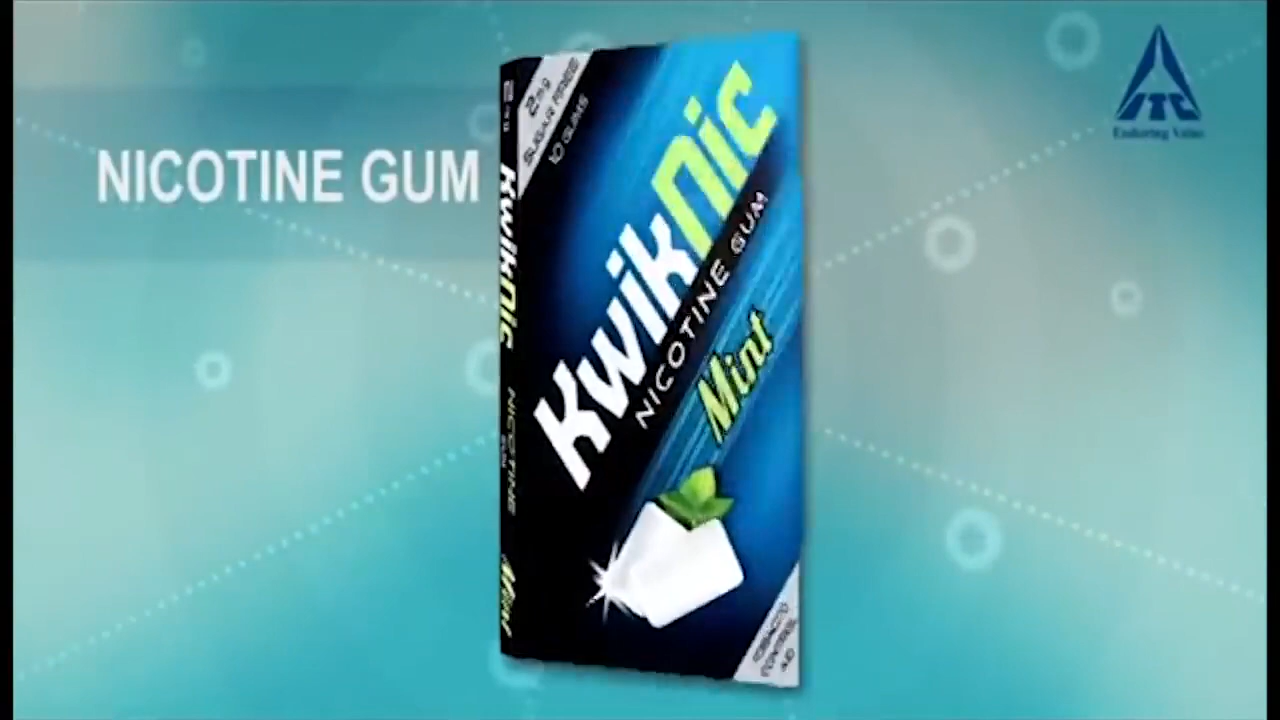 NICOTINE GUM
ITC
Enduring Value
2mg
SUGAR FREE
10 GUMS
KwikNic
NICOTINE GUM
Mint
KwikNic
NICOTINE
GUM
Mint